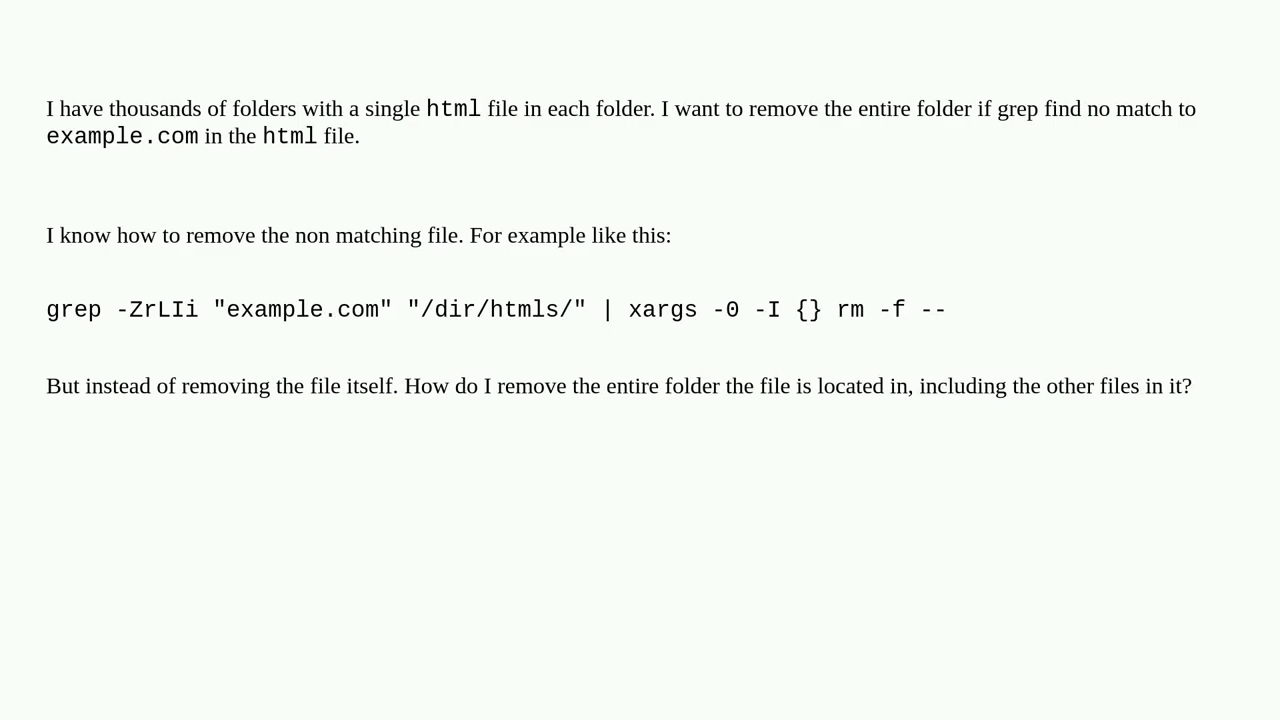 I have thousands of folders with a single html file in each folder. I want to remove the entire folder if grep find no match to
example.com in the html file.
I know how to remove the non matching file. For example like this:
grep -ZrLIi "example.com" "/dir/htmls/" | xargs -0 -I {} rm -f --
But instead of removing the file itself. How do I remove the entire folder the file is located in, including the other files in it?